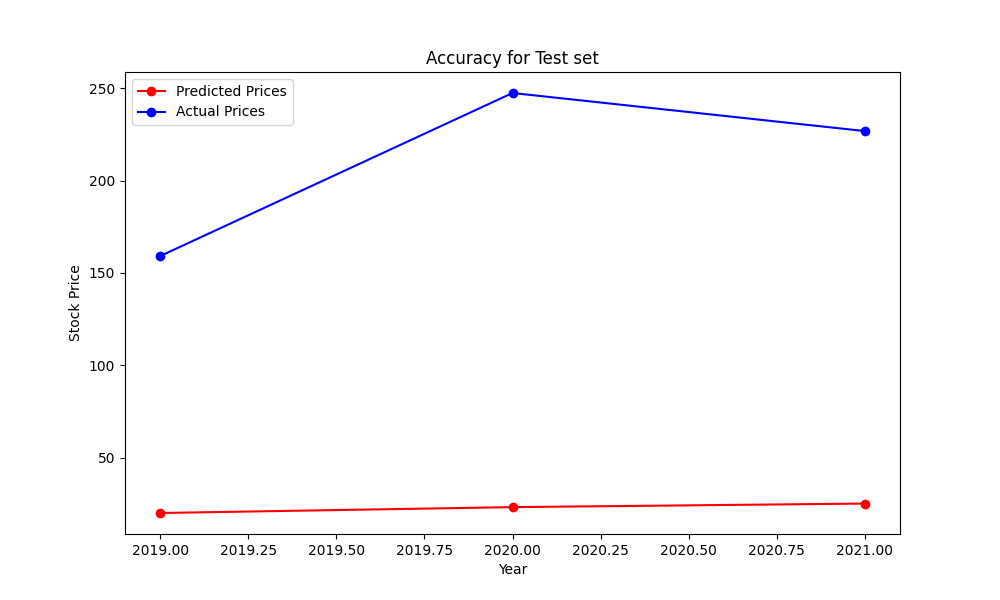 Accuracy for Test set
Predicted Prices
Actual Prices
250
200
150
100
50
Stock Price
2019.00 2019.25 2019.50 2019.75 2020.00 2020.25 2020.50 2020.75 2021.00
Year